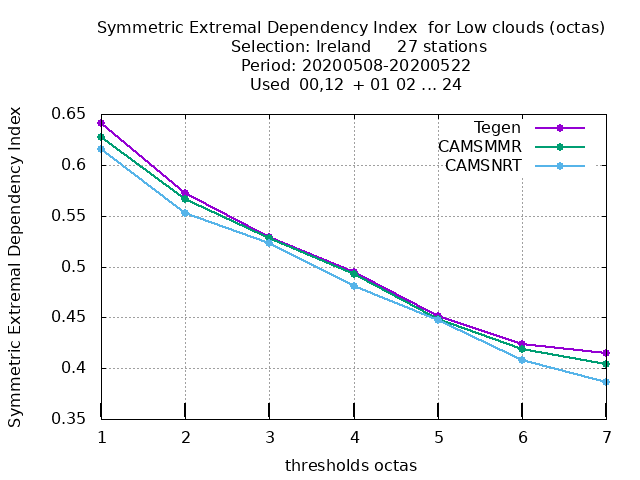 Symmetric Extremal Dependency Index  for Low clouds (octas)
Selection: Ireland     27 stations
Period: 20200508-20200522
Used  00,12  + 01 02 ... 24
Symmetric Extremal Dependency Index
0.65
0.6
0.55
0.5
0.45
0.4
0.35
Tegen
CAMSMMR
CAMSNRT
1 2 3 4 5 6 7
thresholds octas